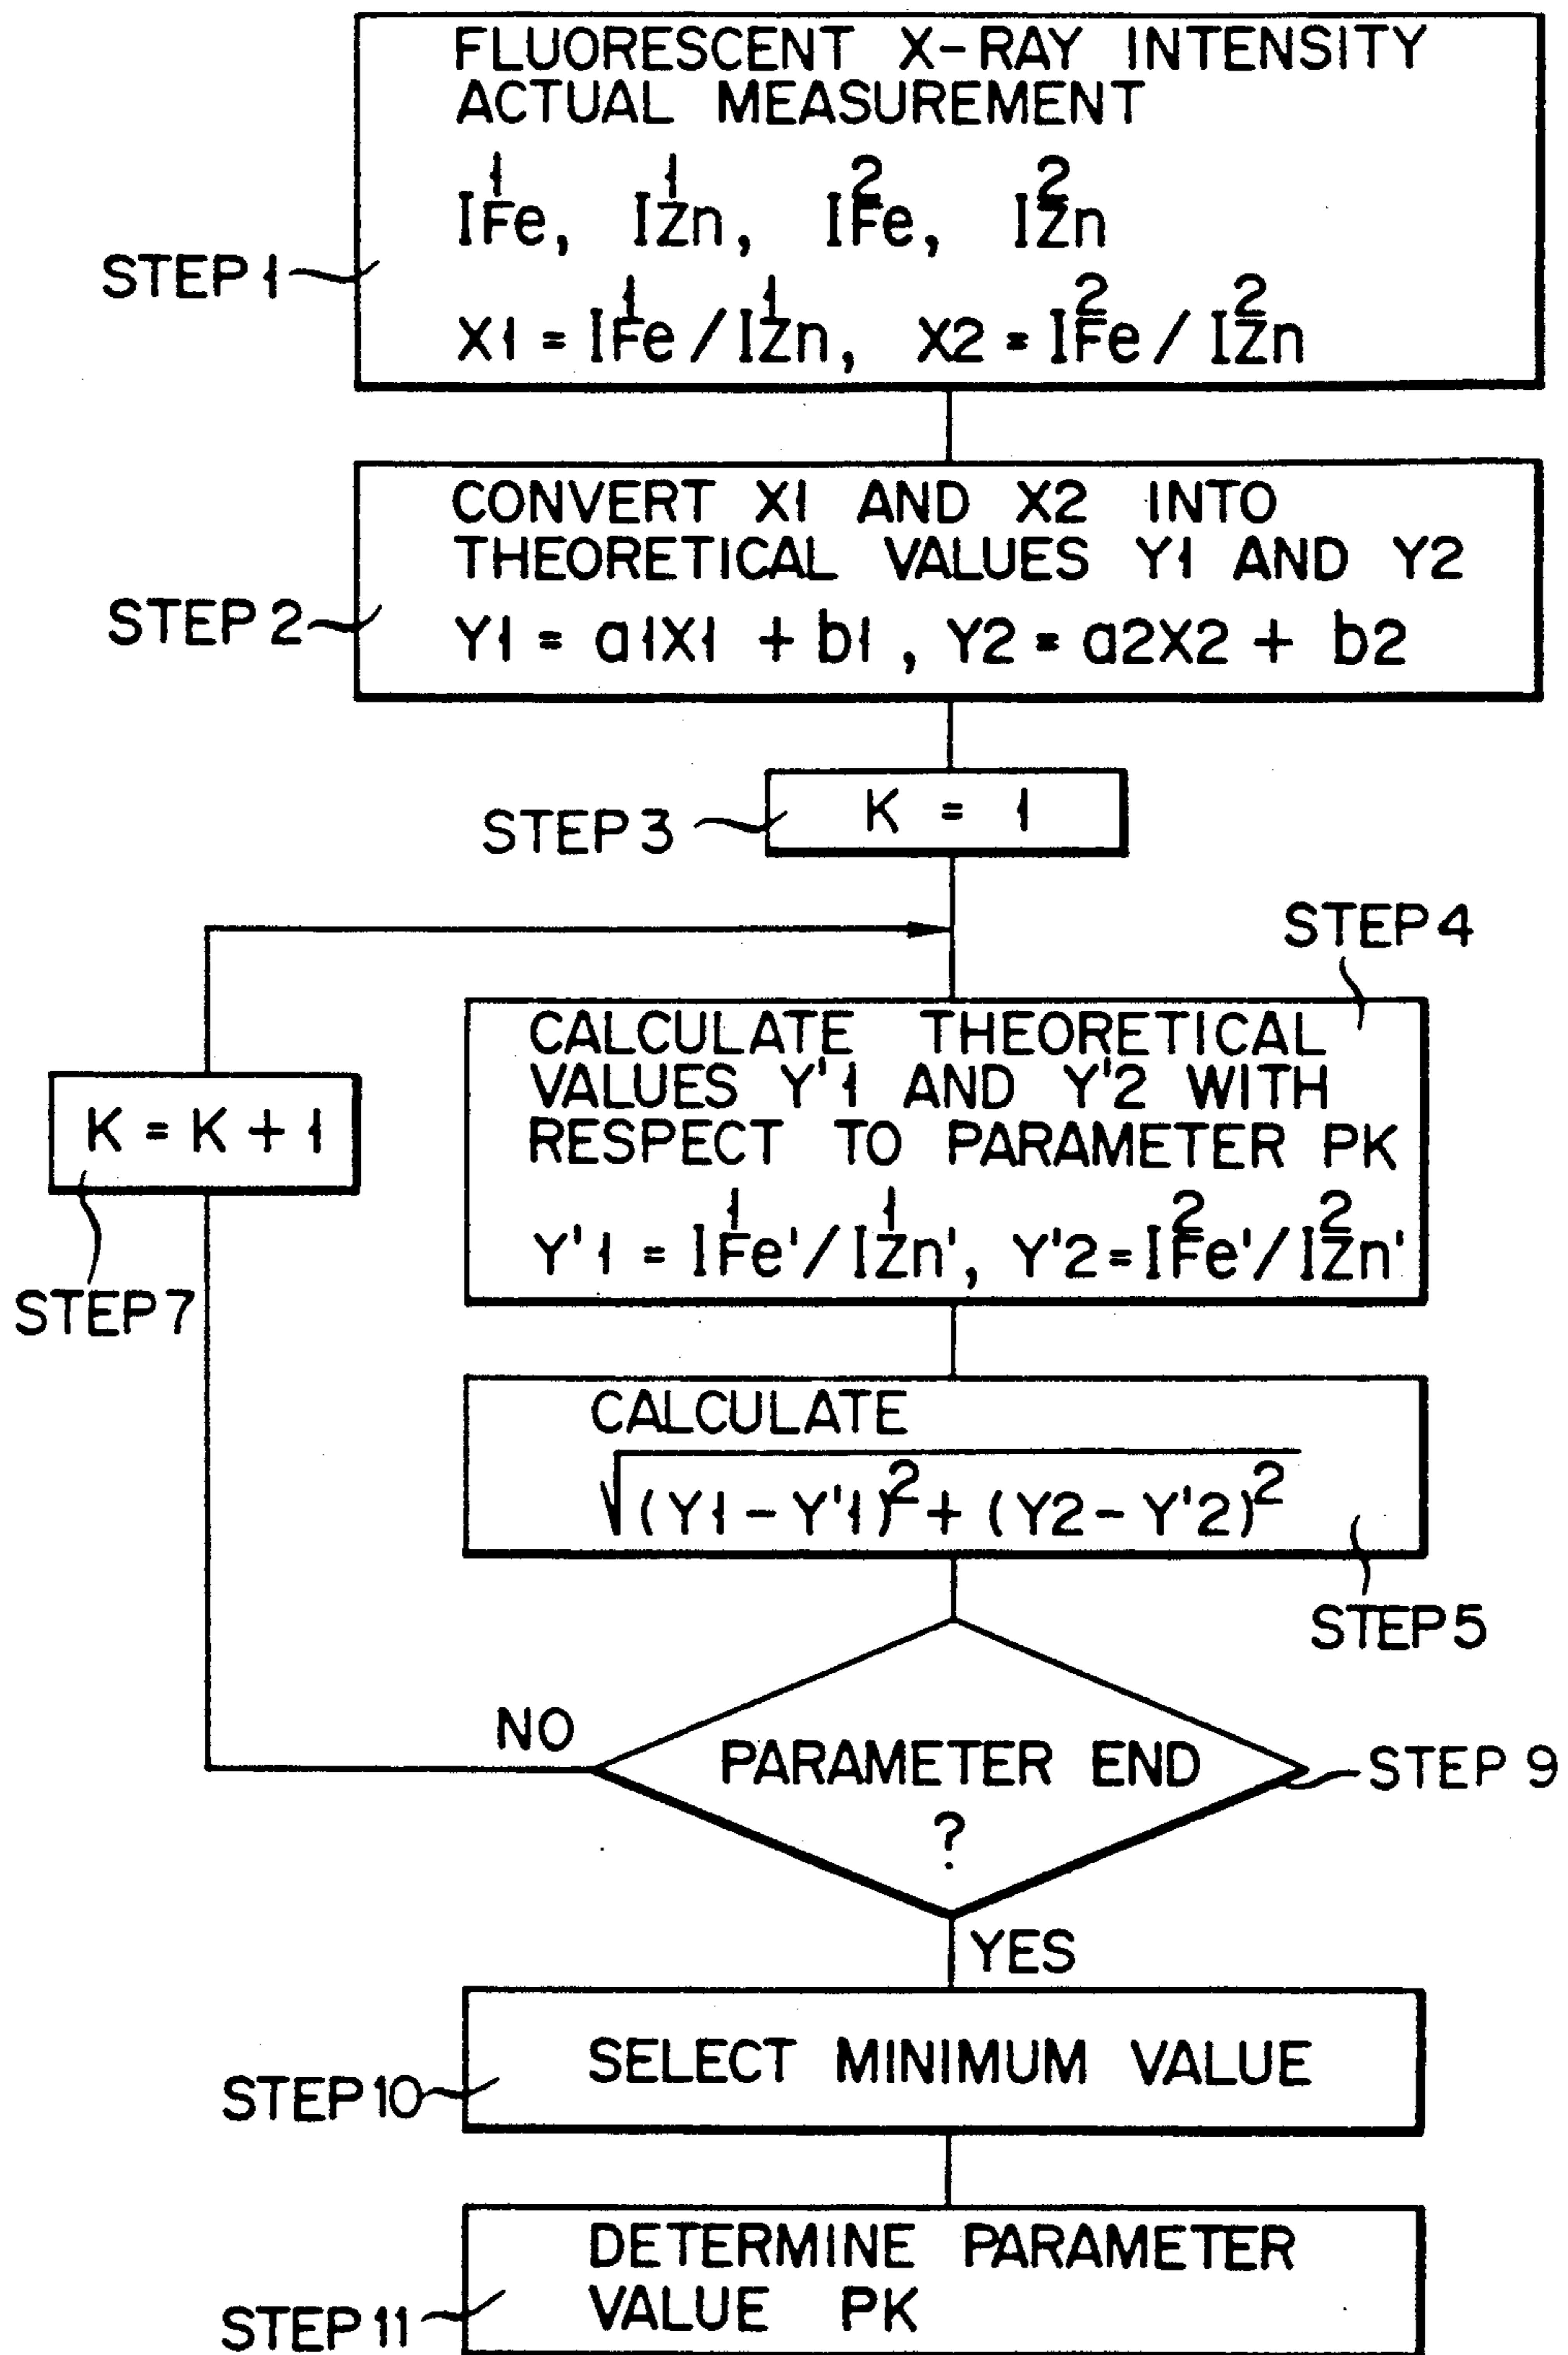 FLUORESCENT X-RAY INTENSITY
ACTUAL MEASUREMENT
I¹Fe, I¹Zn, I²Fe, I²Zn
STEP 1
X1 = I¹Fe / I¹Zn, X2 = I²Fe / I²Zn
CONVERT X1 AND X2 INTO
THEORETICAL VALUES Y1 AND Y2
STEP 2
Y1 = a1X1 + b1, Y2 = a2X2 + b2
K = 1
STEP 3
STEP 4
CALCULATE THEORETICAL
VALUES Y'1 AND Y'2 WITH
RESPECT TO PARAMETER PK
Y'1 = I¹Fe'/I¹Zn', Y'2 = I²Fe'/I²Zn'
K = K + 1
STEP 7
CALCULATE
√(Y1 - Y'1)² + (Y2 - Y'2)²
STEP 5
NO
PARAMETER END
?
STEP 9
YES
SELECT MINIMUM VALUE
STEP 10
DETERMINE PARAMETER
VALUE PK
STEP 11